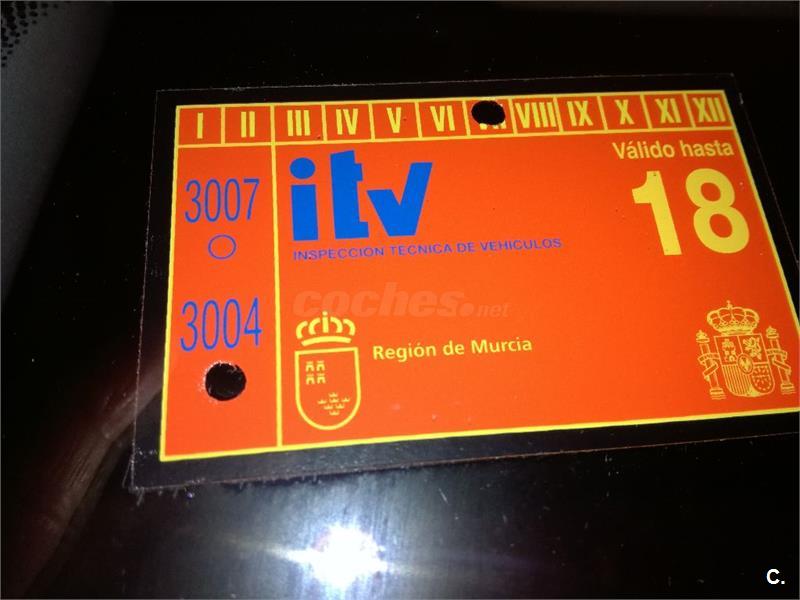 I II III IV V VI VIII IX X XI XII
Válido hasta
18
3007
itv
INSPECCION TECNICA DE VEHICULOS
coches.net
3004
Región de Murcia
C.